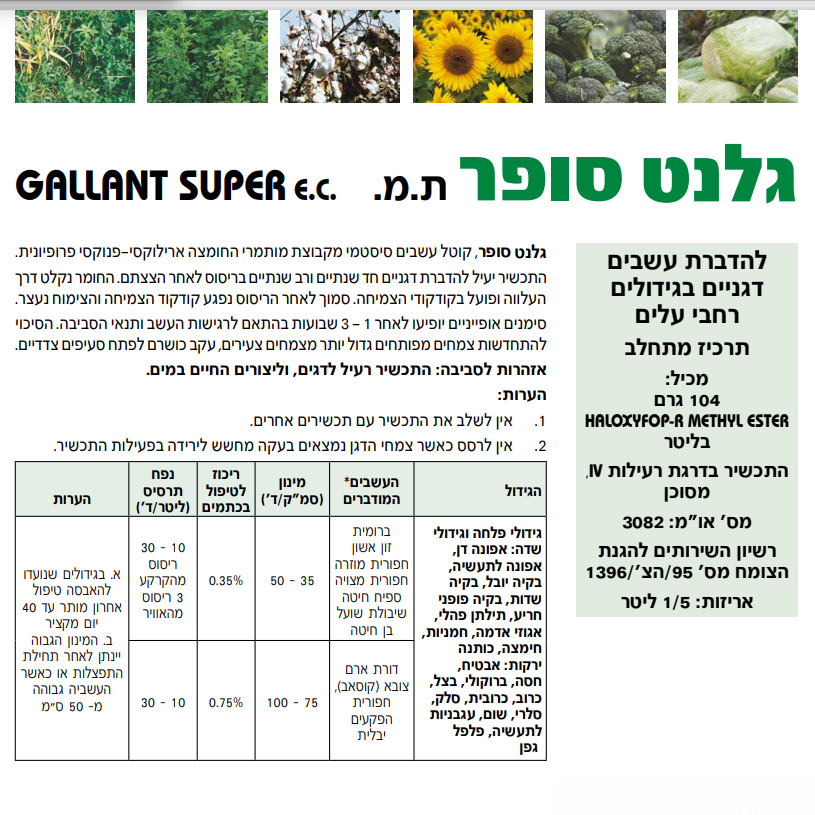 גלנט סופר ת.מ. GALLANT SUPER E.C.
להדברת עשבים
דגניים בגידולים
רחבי עלים
תרכיז מתחלב
מכיל:
104 גרם
HALOXYFOP-R METHYL ESTER
בליטר
התכשיר בדרגת רעילות IV,
מסוכן
מס' או"מ: 3082
רשיון השירותים להגנת
הצומח מס' 95/הצ'/1396
אריזות: 1/5 ליטר
גלנט סופר, קוטל עשבים סיסטמי מקבוצת מותמרי החומצה ארילוקסי-פנוקסי פרופיונית.
התכשיר יעיל להדברת דגניים חד שנתיים ורב שנתיים בריסוס לאחר הצצתם. החומר נקלט דרך
העלווה ופועל בקודקודי הצמיחה. סמוך לאחר הריסוס נפגע קודקוד הצמיחה והצימוח נעצר.
סימנים אופייניים יופיעו לאחר 1 – 3 שבועות בהתאם לרגישות העשב ותנאי הסביבה. הסיכוי
להתחדשות צמחים מפותחים גדול יותר מצמחים צעירים, עקב כושרם לפתח סעיפים צדדיים.
אזהרות לסביבה: התכשיר רעיל לדגים, וליצורים החיים במים.
הערות:
1. אין לשלב את התכשיר עם תכשירים אחרים.
2. אין לרסס כאשר צמחי הדגן נמצאים בעקה מחשש לירידה בפעילות התכשיר.
הגידול
העשבים*
המודברים
מינון
(סמ"ק/ד')
ריכוז
לטיפול
בכתמים
נפח
תרסיס
(ליטר/ד')
הערות
גידולי פלחה וגידולי
שדה: אפונה דן,
אפונה לתעשיה,
בקיה יובל, בקיה
שדות, בקיה פופני
חריע, תילתן פהלי,
אגוזי אדמה, חמניות,
חימצה, כותנה
ירקות: אבטיח,
חסה, ברוקולי, בצל,
כרוב, כרובית, סלק,
סלרי, שום, עגבניות
לתעשיה, פלפל
גפן
ברומית
זון אשון
חפורית מוזרה
חפורית מצויה
ספיח חיטה
שיבולת שועל
בן חיטה
35 – 50
0.35%
10 – 30
ריסוס
מהקרקע
3 ריסוס
מהאוויר
דורת ארם
צובא (קוסאב),
חפורית
הפקעים
יבלית
75 – 100
0.75%
10 – 30
א. בגידולים שנועדו
להאבסה טיפול
אחרון מותר עד 40
יום מקציר
ב. המינון הגבוה
יינתן לאחר תחילת
התפצלות או כאשר
העשביה גבוהה
מ- 50 ס"מ